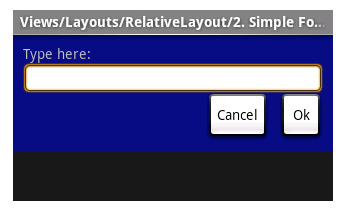 Views/Layouts/RelativeLayout/2. Simple Fo...
Type here:
Cancel
Ok